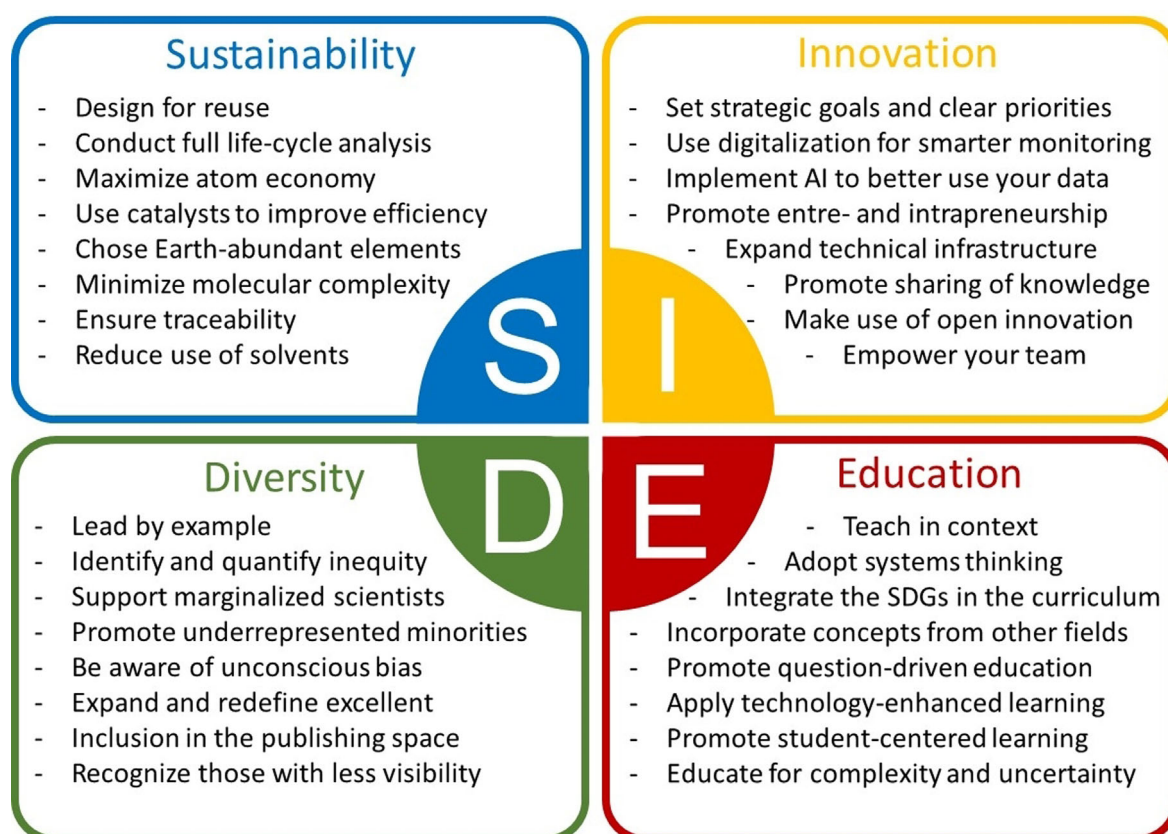 Sustainability
- Design for reuse
- Conduct full life-cycle analysis
- Maximize atom economy
- Use catalysts to improve efficiency
- Chose Earth-abundant elements
- Minimize molecular complexity
- Ensure traceability
- Reduce use of solvents
S
Innovation
- Set strategic goals and clear priorities
- Use digitalization for smarter monitoring
- Implement AI to better use your data
- Promote entre- and intrapreneurship
- Expand technical infrastructure
- Promote sharing of knowledge
- Make use of open innovation
- Empower your team
I
Diversity
- Lead by example
- Identify and quantify inequity
- Support marginalized scientists
- Promote underrepresented minorities
- Be aware of unconscious bias
- Expand and redefine excellent
- Inclusion in the publishing space
- Recognize those with less visibility
D
Education
- Teach in context
- Adopt systems thinking
- Integrate the SDGs in the curriculum
- Incorporate concepts from other fields
- Promote question-driven education
- Apply technology-enhanced learning
- Promote student-centered learning
- Educate for complexity and uncertainty
E